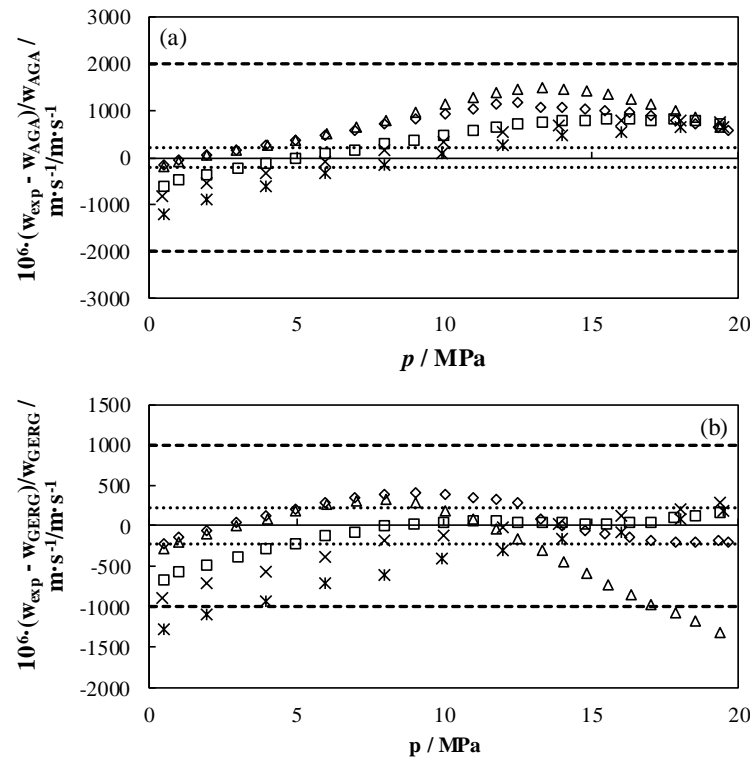 (a)
10⁶·(w_exp - w_AGA)/w_AGA /
m·s⁻¹/m·s⁻¹
3000
2000
1000
0
-1000
-2000
-3000
0 5 10 15 20
p / MPa
(b)
10⁶·(w_exp - w_GERG)/w_GERG /
m·s⁻¹/m·s⁻¹
1500
1000
500
0
-500
-1000
-1500
-2000
0 5 10 15 20
p / MPa